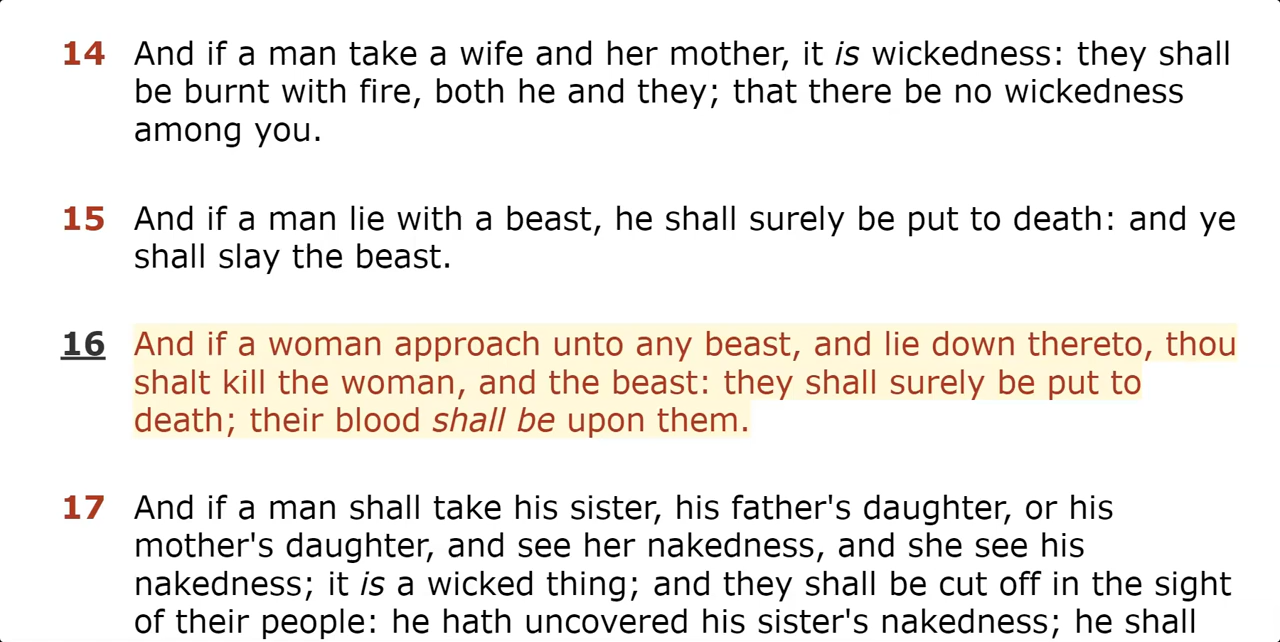 14 And if a man take a wife and her mother, it is wickedness: they shall
be burnt with fire, both he and they; that there be no wickedness
among you.
15 And if a man lie with a beast, he shall surely be put to death: and ye
shall slay the beast.
16 And if a woman approach unto any beast, and lie down thereto, thou
shalt kill the woman, and the beast: they shall surely be put to
death; their blood shall be upon them.
17 And if a man shall take his sister, his father's daughter, or his
mother's daughter, and see her nakedness, and she see his
nakedness; it is a wicked thing; and they shall be cut off in the sight
of their people: he hath uncovered his sister's nakedness; he shall